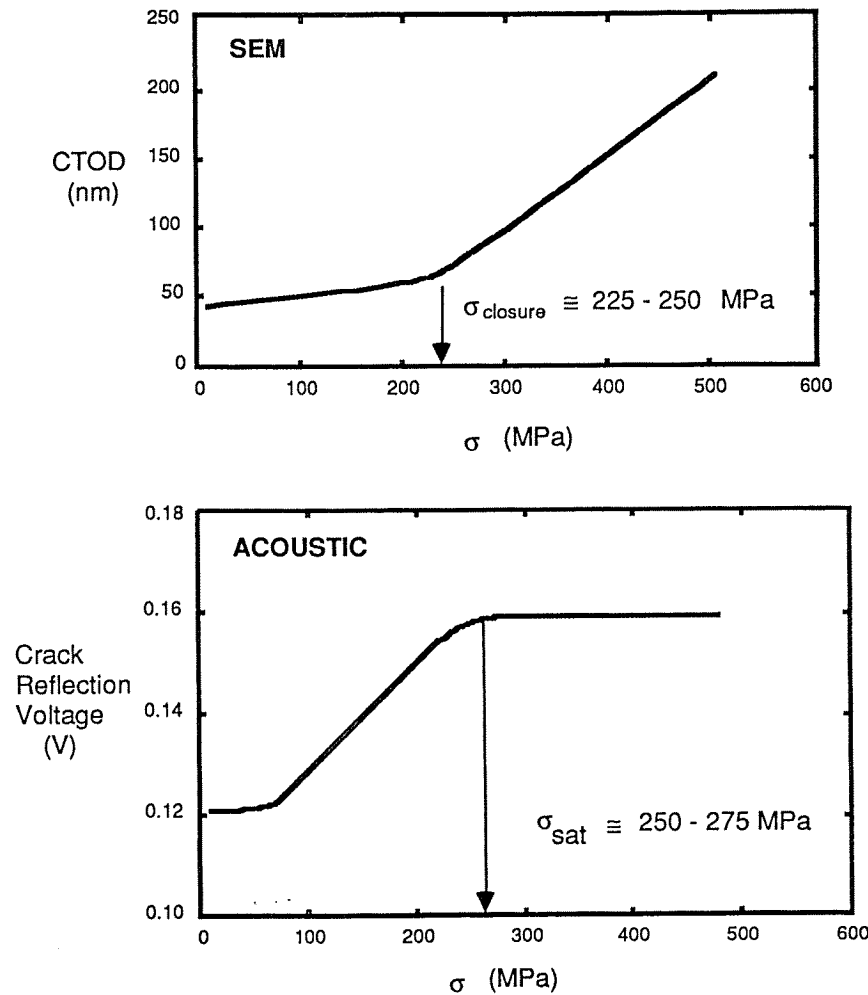 250
SEM
200
CTOD
(nm)
150
100
50
σclosure ≅ 225 - 250 MPa
0
0 100 200 300 400 500 600
σ (MPa)
0.18
ACOUSTIC
0.16
Crack
Reflection
Voltage
(V)
0.14
0.12
σsat ≅ 250 - 275 MPa
0.10
0 100 200 300 400 500 600
σ (MPa)